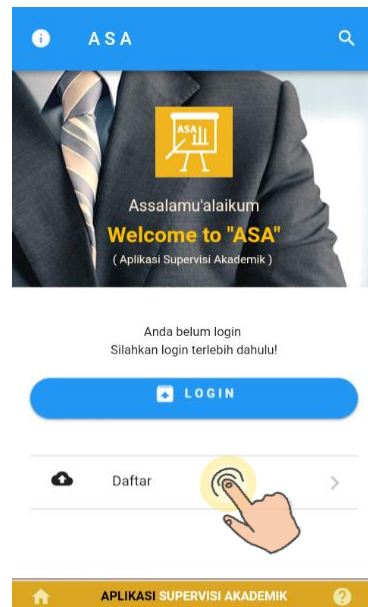 ASA
ASA
Assalamu'alaikum
Welcome to "ASA"
( Aplikasi Supervisi Akademik )
Anda belum login
Silahkan login terlebih dahulu!
LOGIN
Daftar
APLIKASI SUPERVISI AKADEMIK